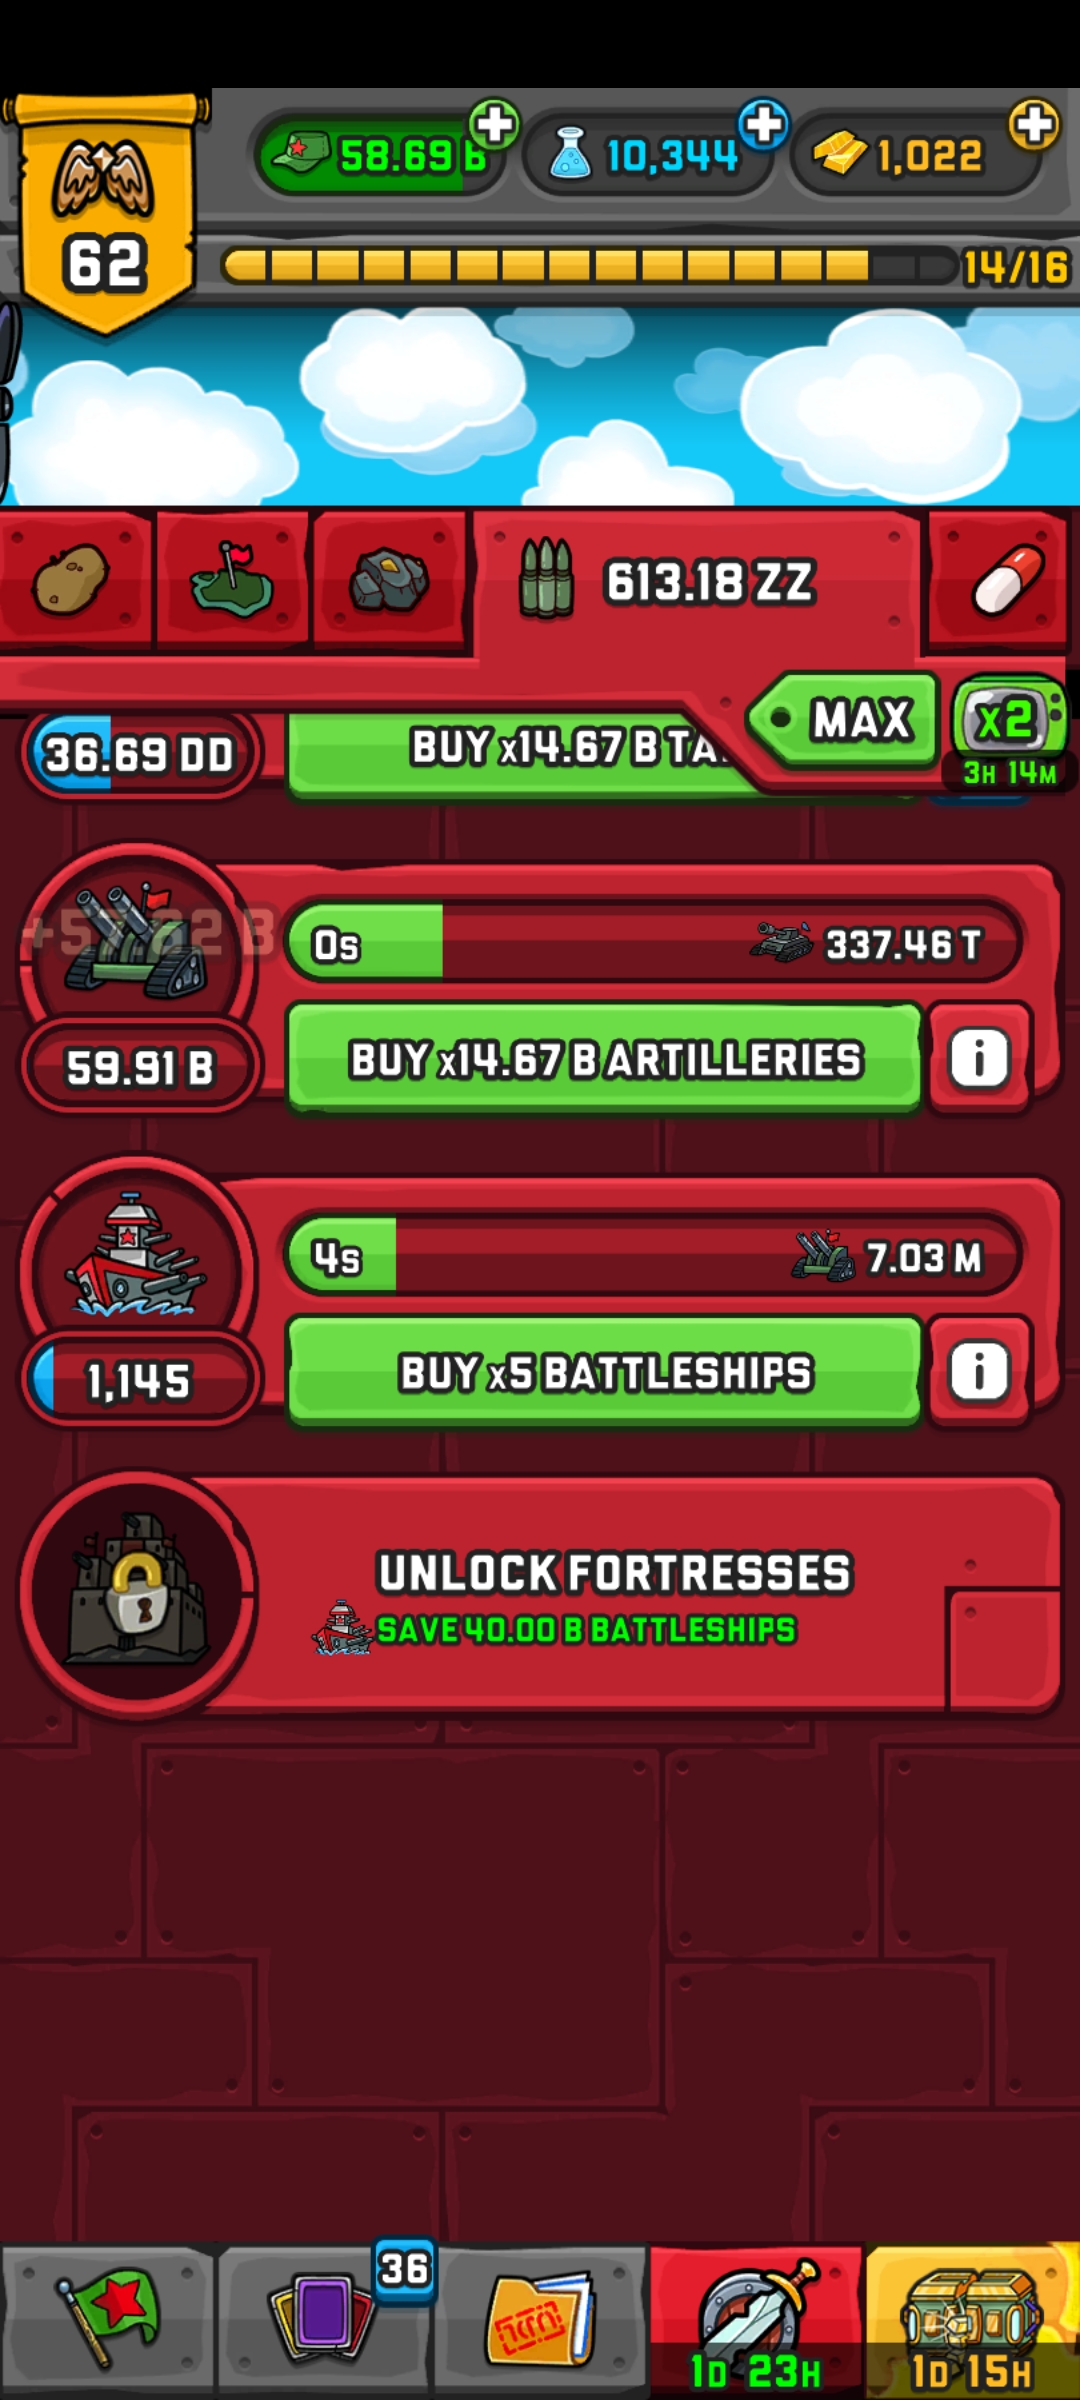 62
58.69 B
10,344
1,022
14/16
613.18 ZZ
MAX
x2
3H 14M
36.69 DD
BUY x14.67 B TA
0s
337.46 T
59.91 B
BUY x14.67 B ARTILLERIES
i
4s
7.03 M
1,145
BUY x5 BATTLESHIPS
i
UNLOCK FORTRESSES
SAVE 40.00 B BATTLESHIPS
36
1D 23H
1D 15H